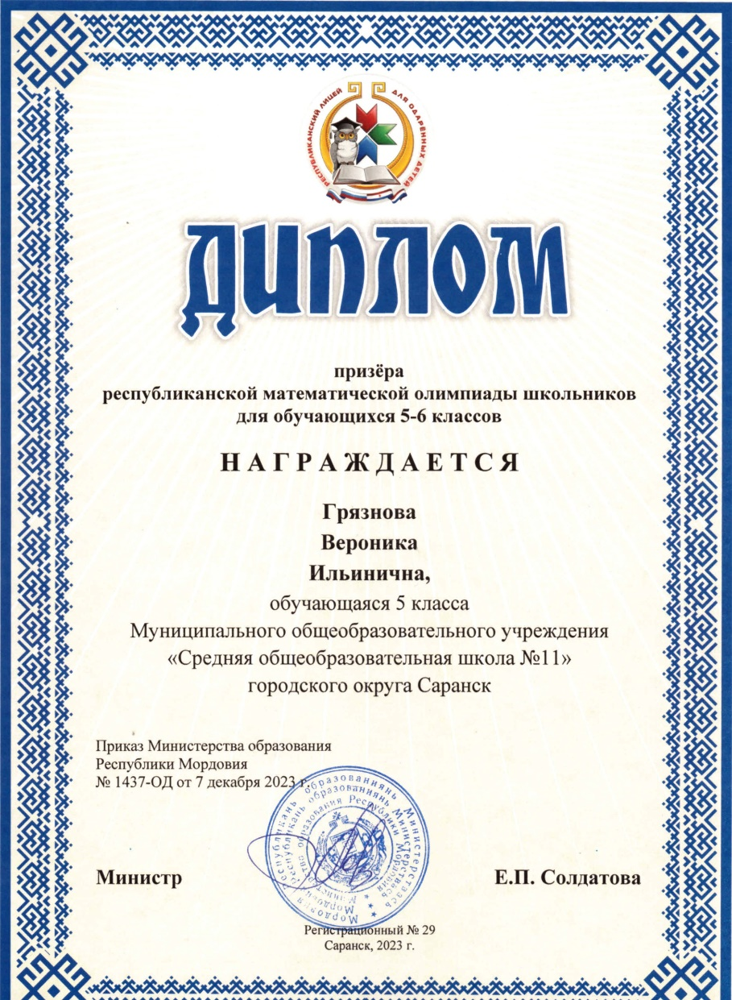 РЕСПУБЛИКАНСКИЙ ЛИЦЕЙ ДЛЯ ОДАРЁННЫХ ДЕТЕЙ
ДИПЛОМ
призёра
республиканской математической олимпиады школьников
для обучающихся 5-6 классов
НАГРАЖДАЕТСЯ
Грязнова
Вероника
Ильинична,
обучающаяся 5 класса
Муниципального общеобразовательного учреждения
«Средняя общеобразовательная школа №11»
городского округа Саранск
Приказ Министерства образования
Республики Мордовия
№ 1437-ОД от 7 декабря 2023 г.
Министр
Е.П. Солдатова
Регистрационный № 29
Саранск, 2023 г.